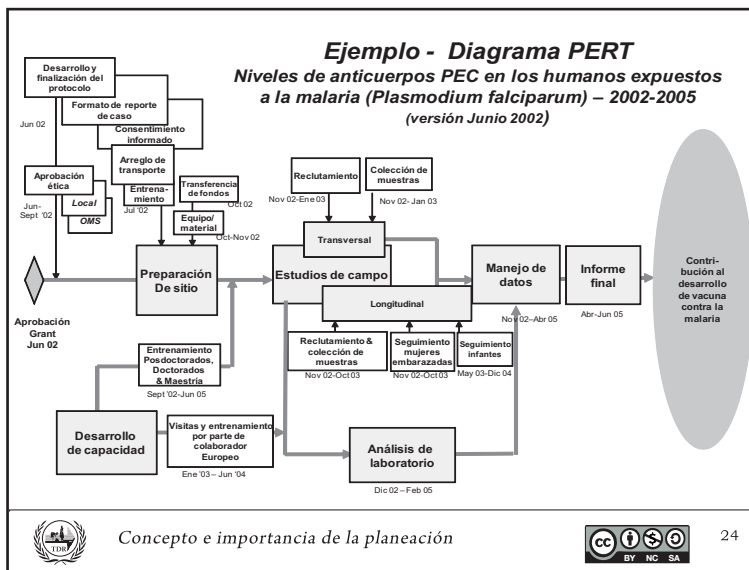 Ejemplo - Diagrama PERT
Niveles de anticuerpos PEC en los humanos expuestos
a la malaria (Plasmodium falciparum) – 2002-2005
(versión Junio 2002)
Desarrollo y
finalización del
protocolo
Formato de reporte
de caso
Consentimiento
informado
Jun 02
Arreglo de
transporte
Entrena-
miento
Jul '02
Aprobación
ética
Local
OMS
Jun-
Sept '02
Transferencia
de fondos
Oct 02
Equipo/
material
Oct-Nov 02
Reclutamiento
Nov 02-Ene 03
Colección de
muestras
Nov 02- Jan 03
Aprobación
Grant
Jun 02
Preparación
De sitio
Transversal
Estudios de campo
Longitudinal
Manejo de
datos
Nov 02–Abr 05
Informe
final
Abr-Jun 05
Contri-
bución al
desarrollo
de vacuna
contra la
malaria
Reclutamiento &
colección de
muestras
Nov 02-Oct 03
Seguimiento
mujeres
embarazadas
Nov 02-Oct 03
Seguimiento
infantes
May 03-Dic 04
Entrenamiento
Posdoctorados,
Doctorados
& Maestría
Sept '02-Jun 05
Desarrollo
de capacidad
Visitas y entrenamiento
por parte de
colaborador
Europeo
Ene '03 – Jun '04
Análisis de
laboratorio
Dic 02 – Feb 05
TDR
Concepto e importancia de la planeación
cc
BY NC SA
24